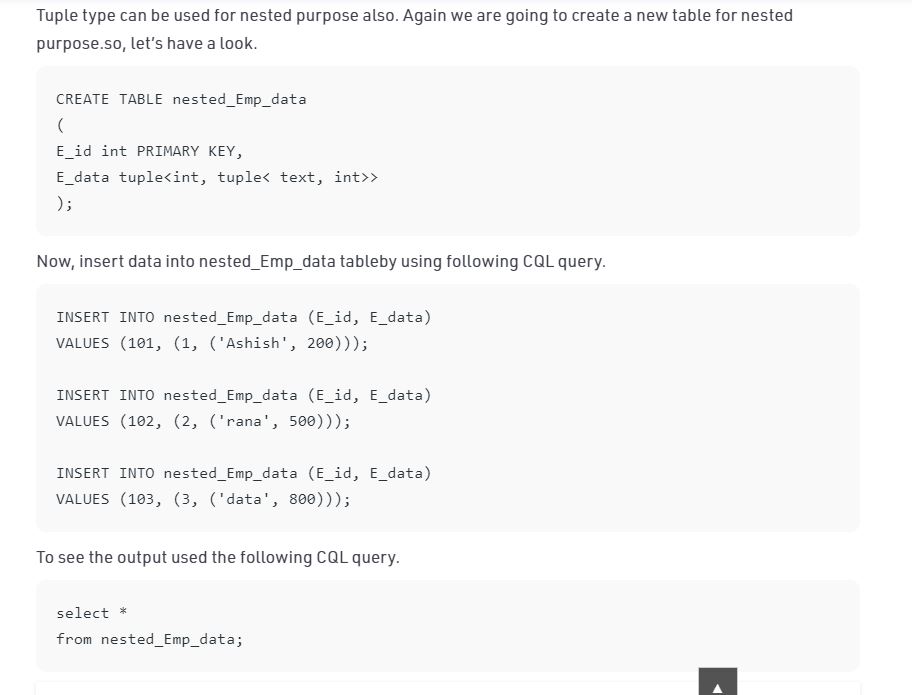 Tuple type can be used for nested purpose also. Again we are going to create a new table for nested
purpose.so, let’s have a look.
CREATE TABLE nested_Emp_data
(
E_id int PRIMARY KEY,
E_data tuple<int, tuple< text, int>>
);
Now, insert data into nested_Emp_data tableby using following CQL query.
INSERT INTO nested_Emp_data (E_id, E_data)
VALUES (101, (1, ('Ashish', 200)));
INSERT INTO nested_Emp_data (E_id, E_data)
VALUES (102, (2, ('rana', 500)));
INSERT INTO nested_Emp_data (E_id, E_data)
VALUES (103, (3, ('data', 800)));
To see the output used the following CQL query.
select *
from nested_Emp_data;